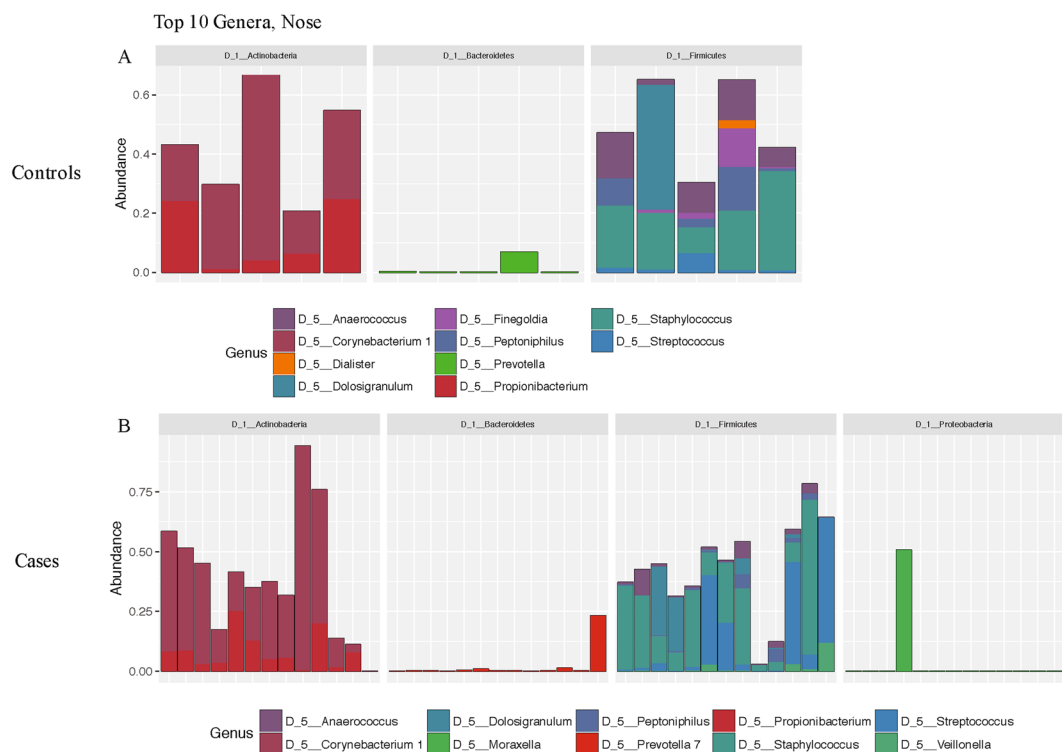 Top 10 Genera, Nose
A
D_1__Actinobacteria D_1__Bacteroidetes D_1__Firmicutes
Controls
Abundance
0.6
0.4
0.2
0.0
Genus
D_5__Anaerococcus D_5__Finegoldia D_5__Staphylococcus
D_5__Corynebacterium 1 D_5__Peptoniphilus D_5__Streptococcus
D_5__Dialister D_5__Prevotella
D_5__Dolosigranulum D_5__Propionibacterium
B
D_1__Actinobacteria D_1__Bacteroidetes D_1__Firmicutes D_1__Proteobacteria
Cases
Abundance
0.75
0.50
0.25
0.00
Genus
D_5__Anaerococcus D_5__Dolosigranulum D_5__Peptoniphilus D_5__Propionibacterium D_5__Streptococcus
D_5__Corynebacterium 1 D_5__Moraxella D_5__Prevotella 7 D_5__Staphylococcus D_5__Veillonella